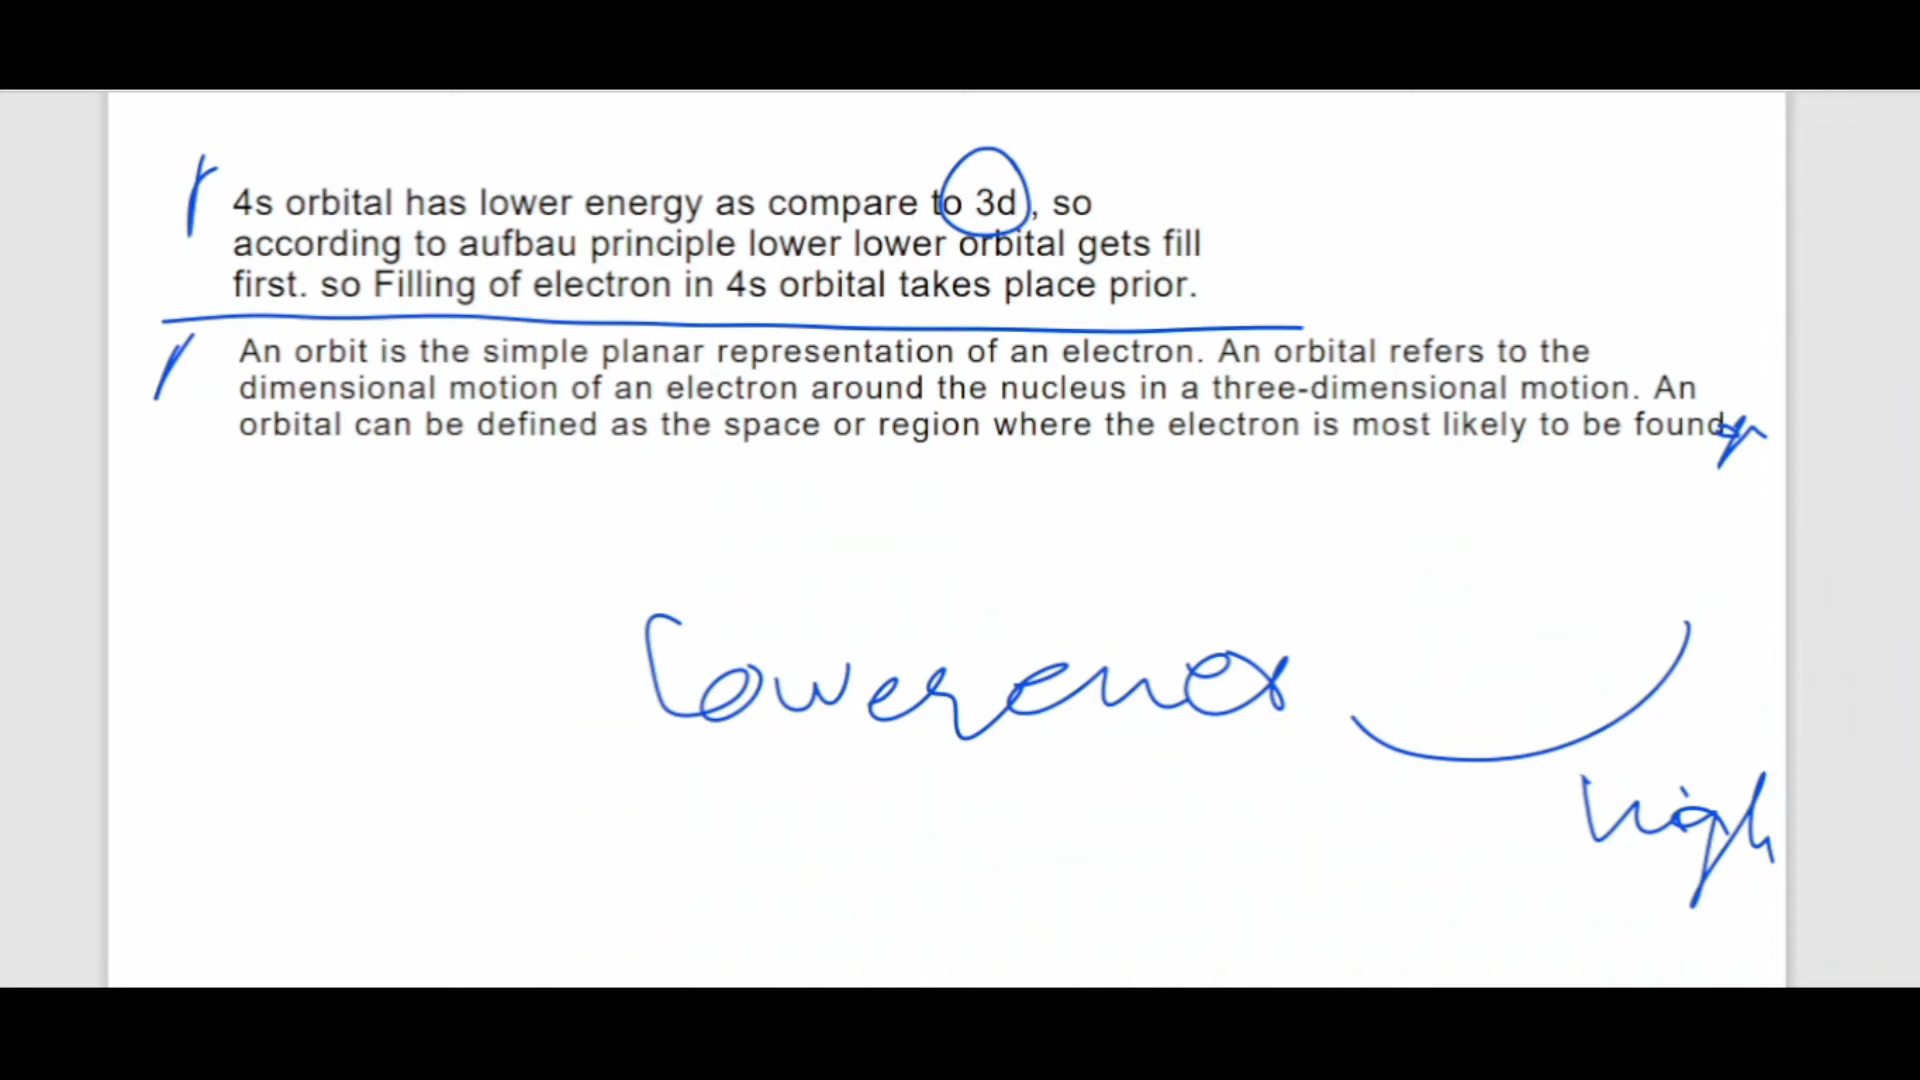 4s orbital has lower energy as compare to 3d , so
according to aufbau principle lower lower orbital gets fill
first. so Filling of electron in 4s orbital takes place prior.
An orbit is the simple planar representation of an electron. An orbital refers to the
dimensional motion of an electron around the nucleus in a three-dimensional motion. An
orbital can be defined as the space or region where the electron is most likely to be found
Lower
high